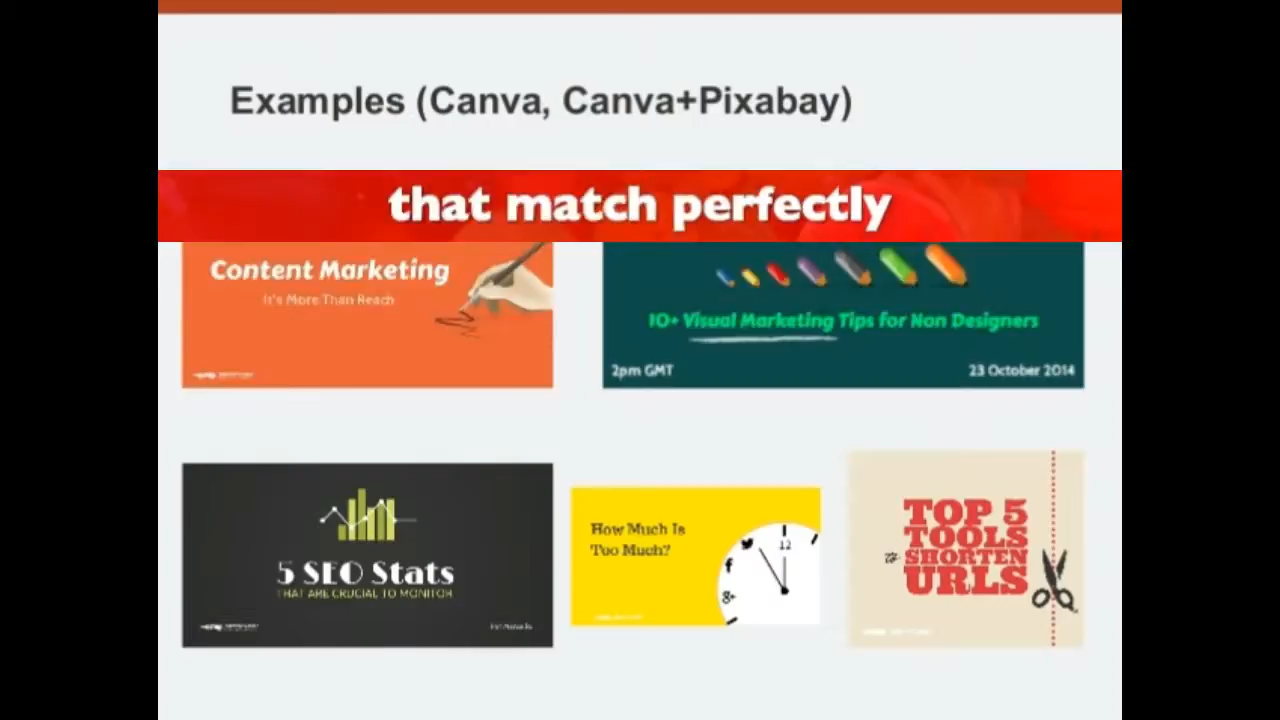 Examples (Canva, Canva+Pixabay)
that match perfectly
Content Marketing
It's More Than Reach
10+ Visual Marketing Tips for Non Designers
2pm GMT
23 October 2014
5 SEO Stats
THAT ARE CRUCIAL TO MONITOR
How Much Is
Too Much?
12
8+
TOP 5
TOOLS
to SHORTEN
URLS